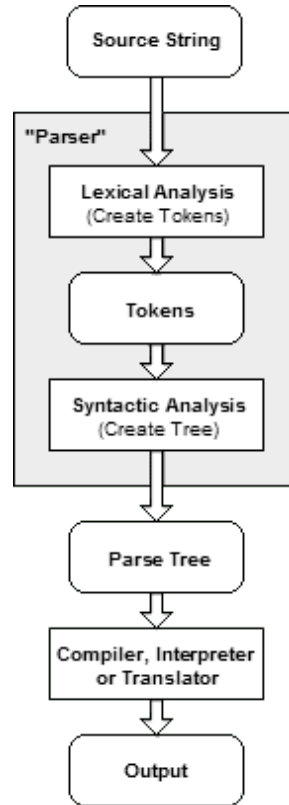 Source String
"Parser"
Lexical Analysis
(Create Tokens)
Tokens
Syntactic Analysis
(Create Tree)
Parse Tree
Compiler, Interpreter
or Translator
Output